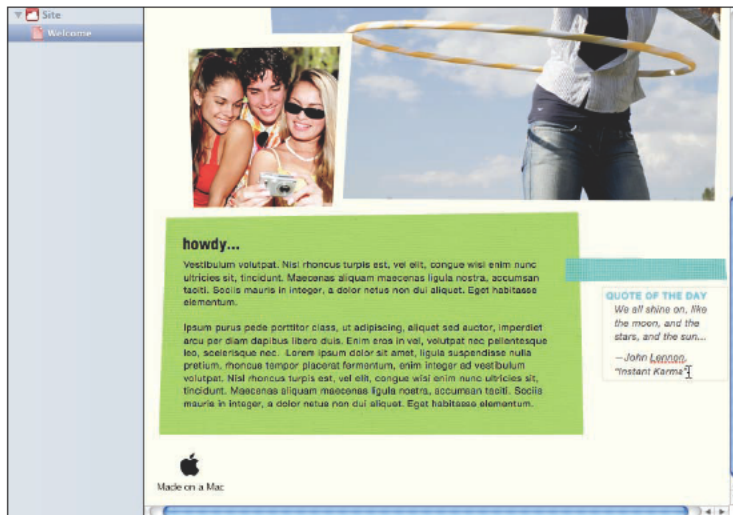 Site
Welcome
howdy...
Vestibulum volutpat. Nisl rhoncus turpis est, vel elit, congue wisi enim nunc
ultricies sit, tincidunt. Maecenas aliquam maecenas ligula nostra, accumsan
taciti. Sociis mauris in integer, a dolor netus non dui aliquet. Eget habitasse
elementum.
Ipsum purus pede porttitor class, ut adipiscing, aliquet sed auctor, imperdiet
arcu per diam dapibus libero duis. Enim eros in vel, volutpat nec pellentesque
leo, scelerisque nec. Lorem ipsum dolor sit amet, ligula suspendisse nulla
pretium, rhoncus tempor placerat fermentum, enim integer ad vestibulum
volutpat. Nisl rhoncus turpis est, vel elit, congue wisi enim nunc ultricies sit,
tincidunt. Maecenas aliquam maecenas ligula nostra, accumsan taciti. Sociis
mauris in integer, a dolor netus non dui aliquet. Eget habitasse elementum.
QUOTE OF THE DAY
We all shine on, like
the moon, and the
stars, and the sun...
—John Lennon,
"Instant Karma"
Made on a Mac